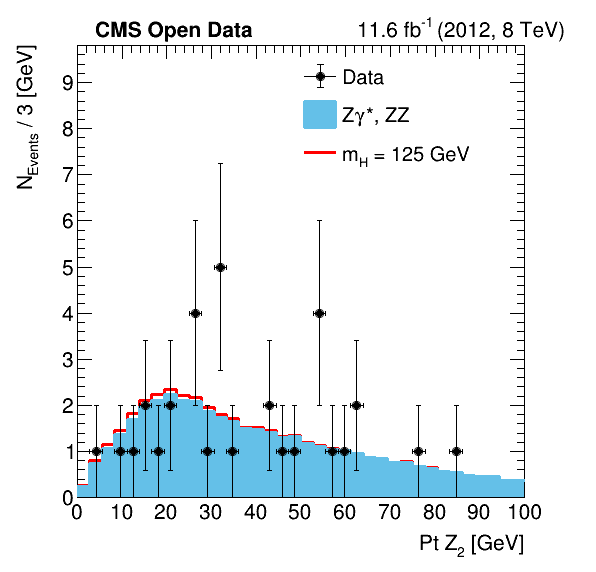 CMS Open Data
11.6 fb⁻¹ (2012, 8 TeV)
N_Events / 3 [GeV]
Data
Zγ*, ZZ
m_H = 125 GeV
9
8
7
6
5
4
3
2
1
0
0 10 20 30 40 50 60 70 80 90 100
Pt Z₂ [GeV]